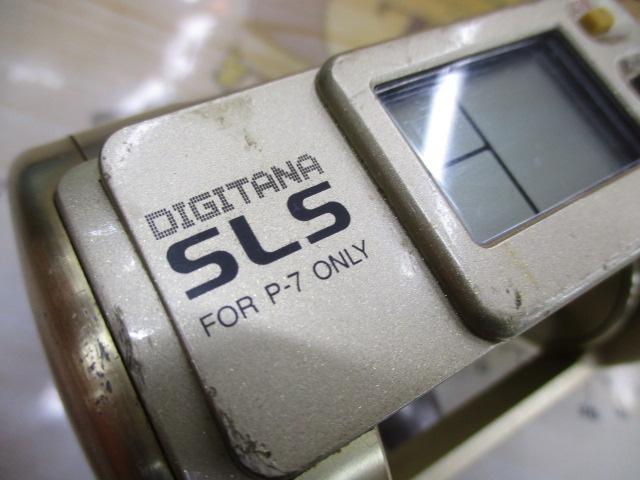 DIGITANA
SLS
FOR P-7 ONLY